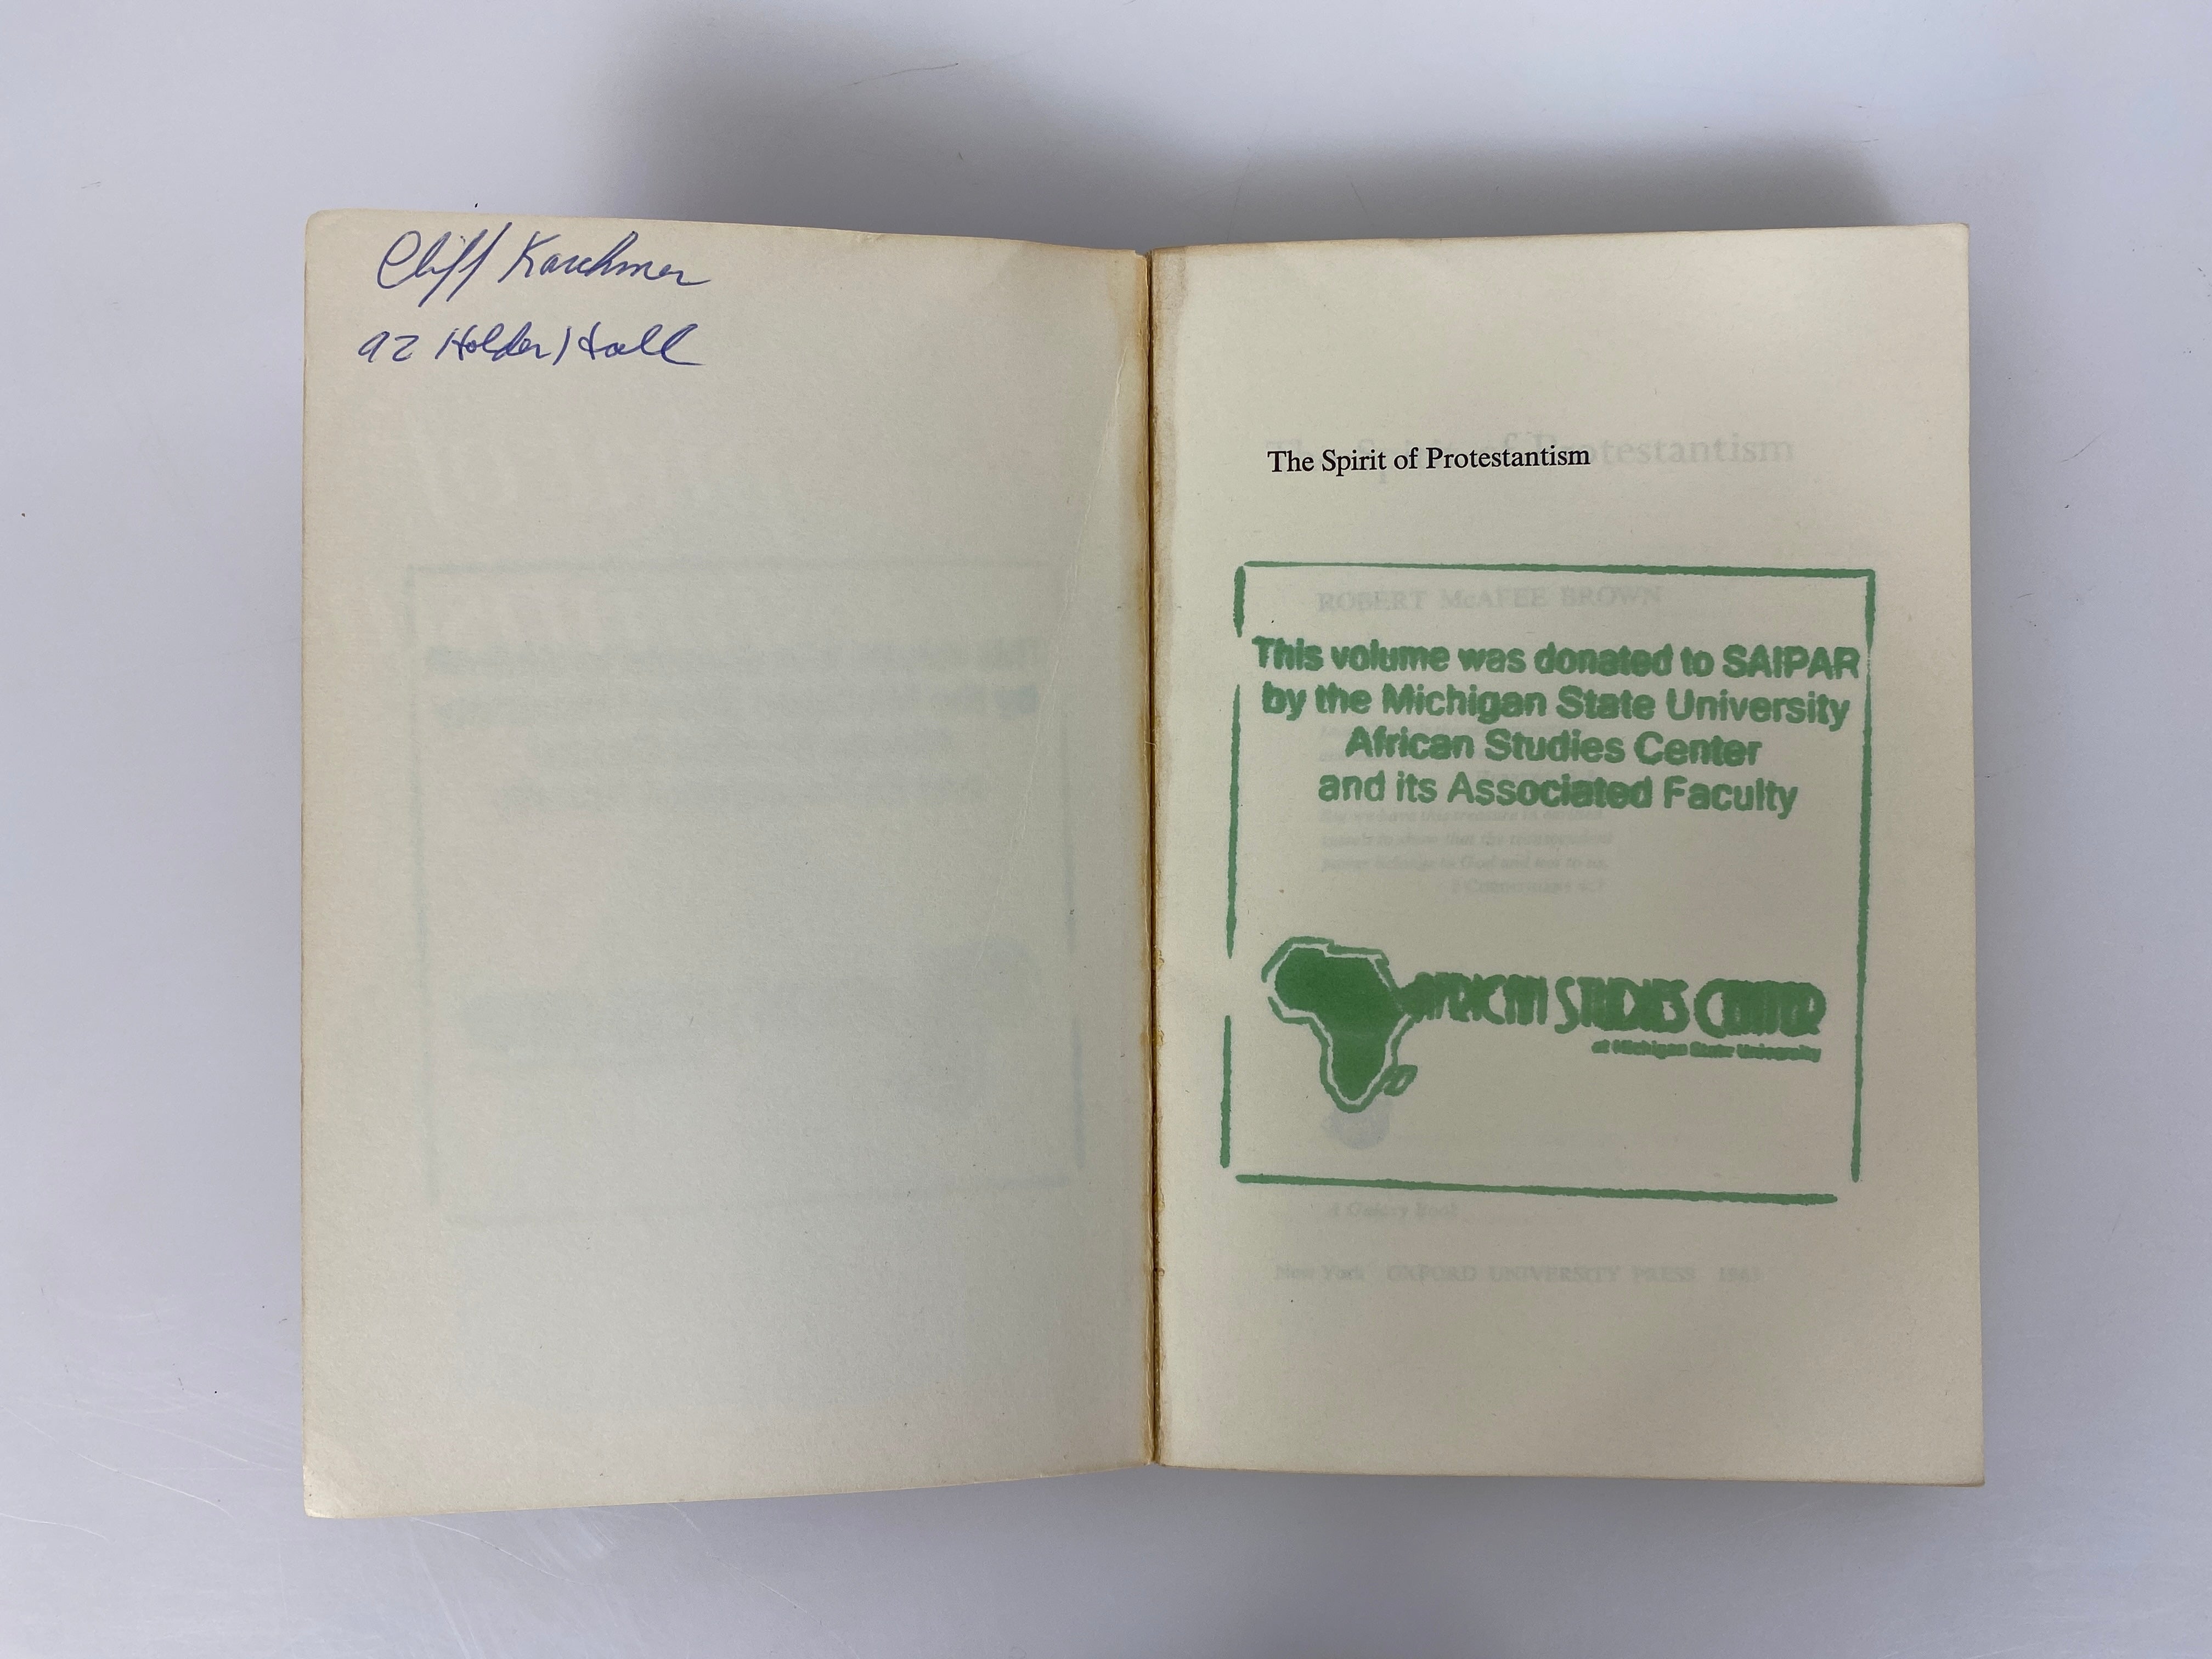 Cliff Karchmer
92 Holder Hall
The Spirit of Protestantism
This volume was donated to SAIPAR
by the Michigan State University
African Studies Center
and its Associated Faculty
AFRICAN STUDIES CENTER
at Michigan State University
ROBERT McAFEE BROWN
A Galaxy Book
New York OXFORD UNIVERSITY PRESS